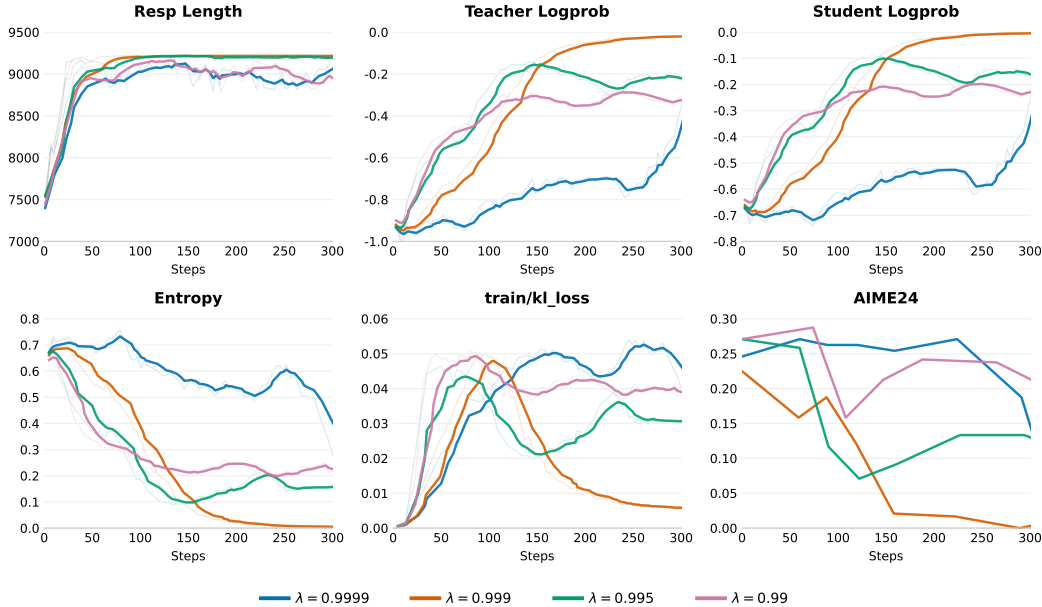 Resp Length
9500
9000
8500
8000
7500
7000
0 50 100 150 200 250 300
Steps
Teacher Logprob
0.0
-0.2
-0.4
-0.6
-0.8
-1.0
0 50 100 150 200 250 300
Steps
Student Logprob
0.0
-0.1
-0.2
-0.3
-0.4
-0.5
-0.6
-0.7
-0.8
0 50 100 150 200 250 300
Steps
Entropy
0.8
0.7
0.6
0.5
0.4
0.3
0.2
0.1
0.0
0 50 100 150 200 250 300
Steps
train/kl_loss
0.06
0.05
0.04
0.03
0.02
0.01
0.00
0 50 100 150 200 250 300
Steps
AIME24
0.30
0.25
0.20
0.15
0.10
0.05
0.00
0 50 100 150 200 250 300
Steps
λ = 0.9999 λ = 0.999 λ = 0.995 λ = 0.99